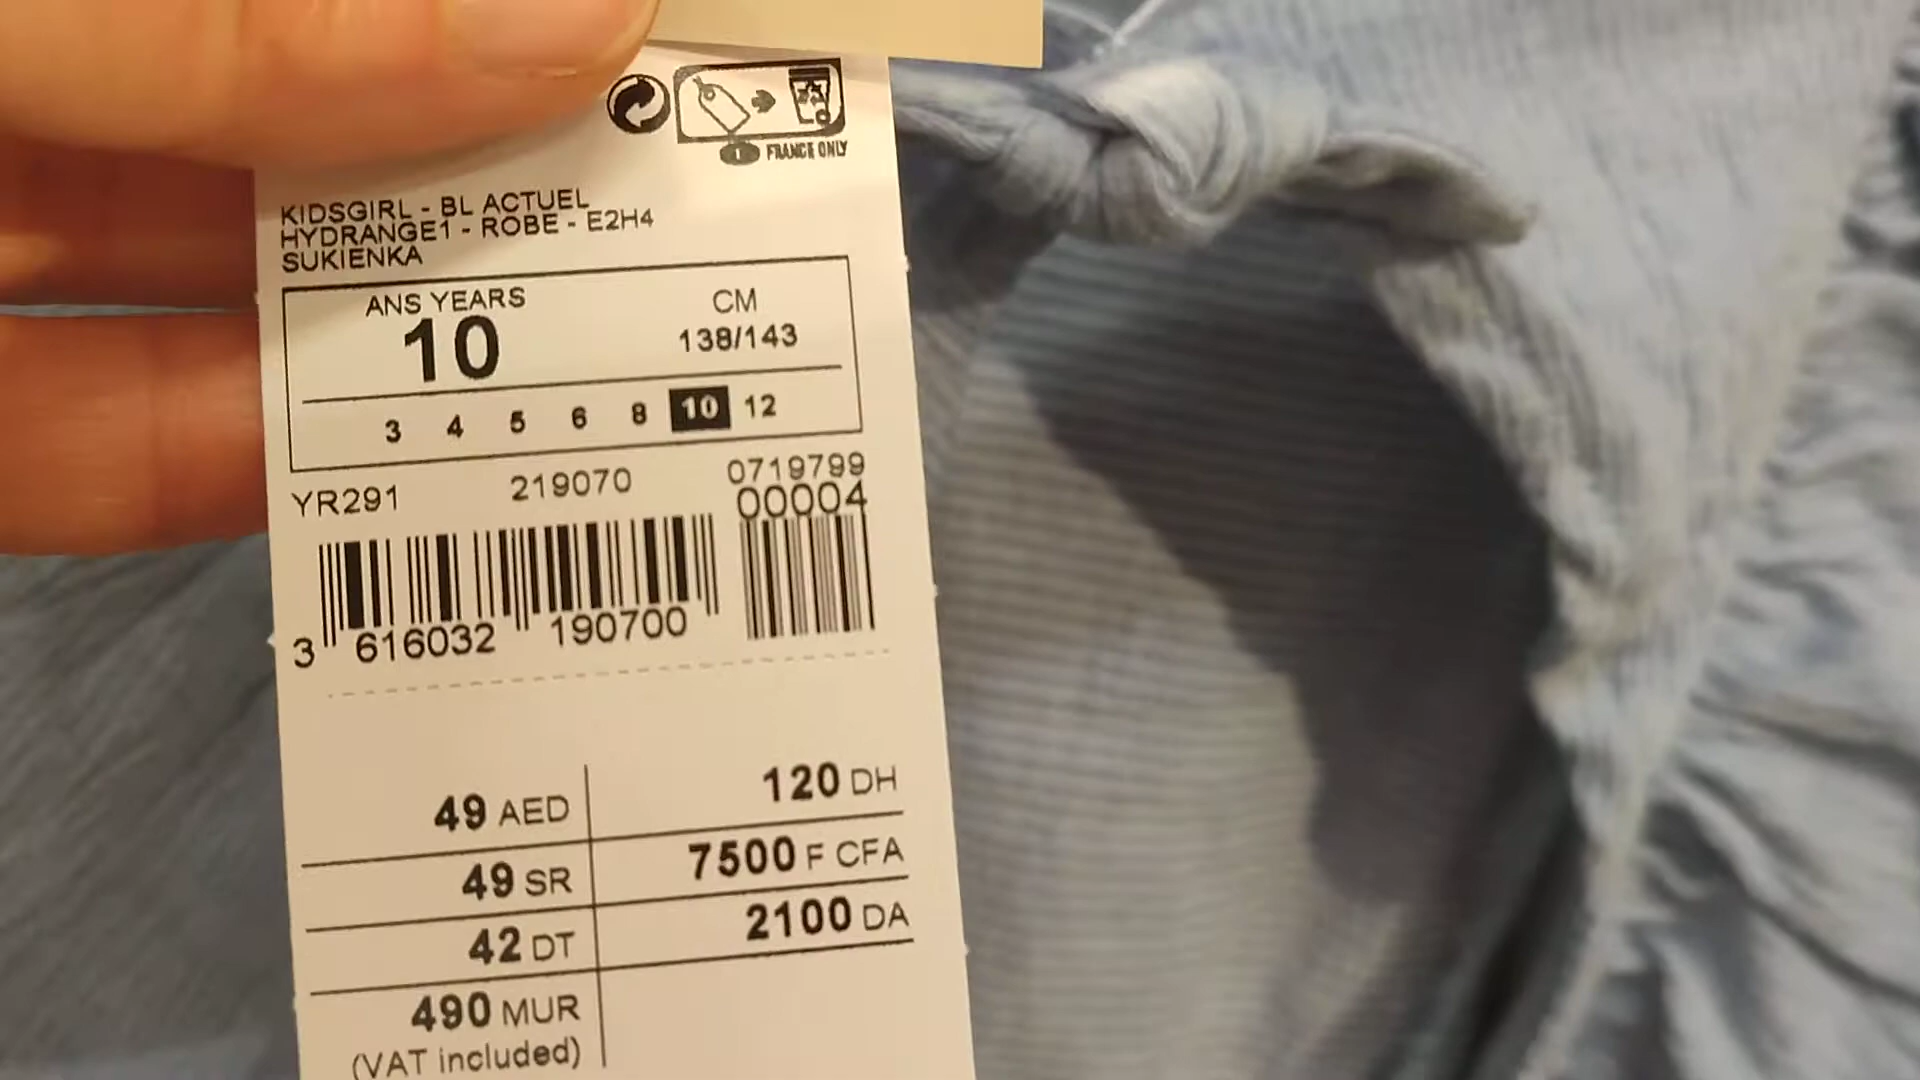 FRANCE ONLY
KIDSGIRL - BL ACTUEL
HYDRANGE1 - ROBE - E2H4
SUKIENKA
ANS YEARS CM
10 138/143
3 4 5 6 8 10 12
YR291 219070 0719799
00004
3 616032 190700
49 AED 120 DH
49 SR 7500 F CFA
42 DT 2100 DA
490 MUR
(VAT included)